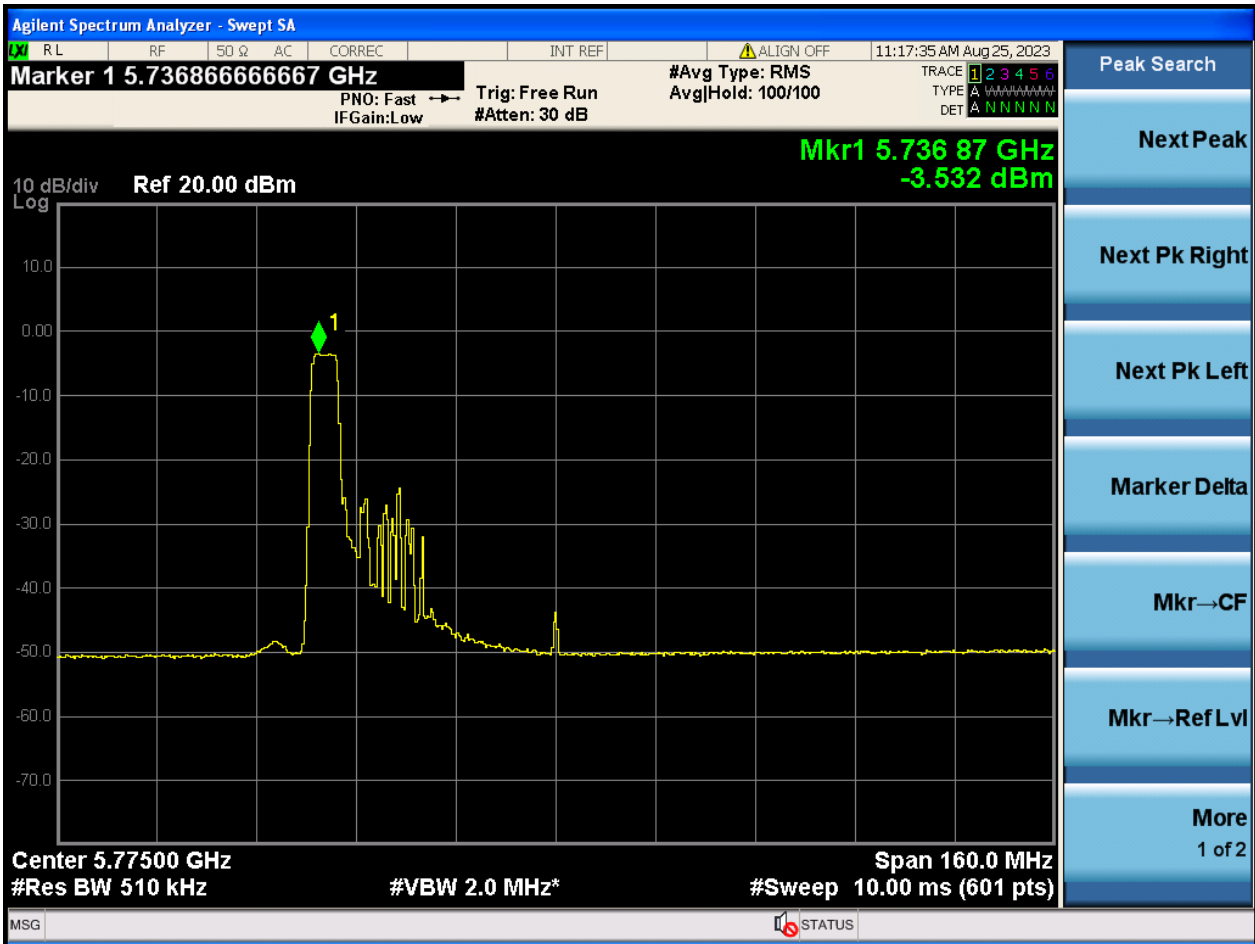 Agilent Spectrum Analyzer - Swept SA
LXI RL RF 50 Ω AC CORREC INT REF ALIGN OFF 11:17:35 AM Aug 25, 2023
Marker 1 5.736866666667 GHz
PNO: Fast
IFGain:Low
Trig: Free Run
#Atten: 30 dB
#Avg Type: RMS
Avg|Hold: 100/100
TRACE 1 2 3 4 5 6
TYPE A WWWWW
DET A N N N N N
Mkr1 5.736 87 GHz
-3.532 dBm
10 dB/div Ref 20.00 dBm
Log
10.0
0.00
-10.0
-20.0
-30.0
-40.0
-50.0
-60.0
-70.0
1
Center 5.77500 GHz Span 160.0 MHz
#Res BW 510 kHz #VBW 2.0 MHz* #Sweep 10.00 ms (601 pts)
MSG STATUS
Peak Search
Next Peak
Next Pk Right
Next Pk Left
Marker Delta
Mkr→CF
Mkr→Ref Lvl
More
1 of 2